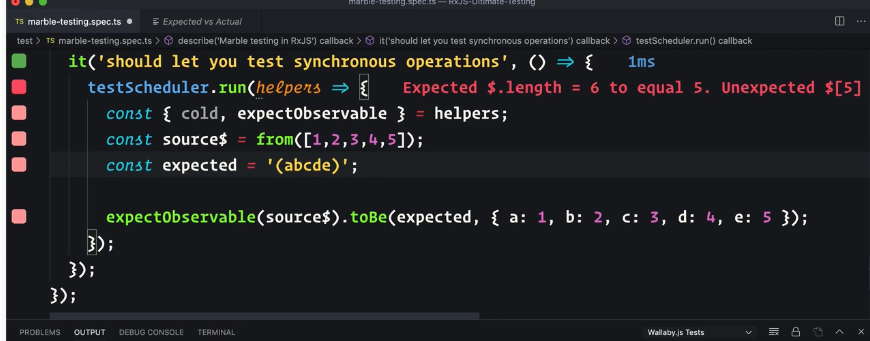 marble-testing.spec.ts — RxJS-Ultimate-Testing
TS marble-testing.spec.ts ● Expected vs Actual
test > TS marble-testing.spec.ts > describe('Marble testing in RxJS') callback > it('should let you test synchronous operations') callback > testScheduler.run() callback
it('should let you test synchronous operations', () => { 1ms
testScheduler.run(helpers => { Expected $.length = 6 to equal 5. Unexpected $[5]
const { cold, expectObservable } = helpers;
const source$ = from([1,2,3,4,5]);
const expected = '(abcde)';
expectObservable(source$).toBe(expected, { a: 1, b: 2, c: 3, d: 4, e: 5 });
});
});
});
PROBLEMS OUTPUT DEBUG CONSOLE TERMINAL Wallaby.js Tests